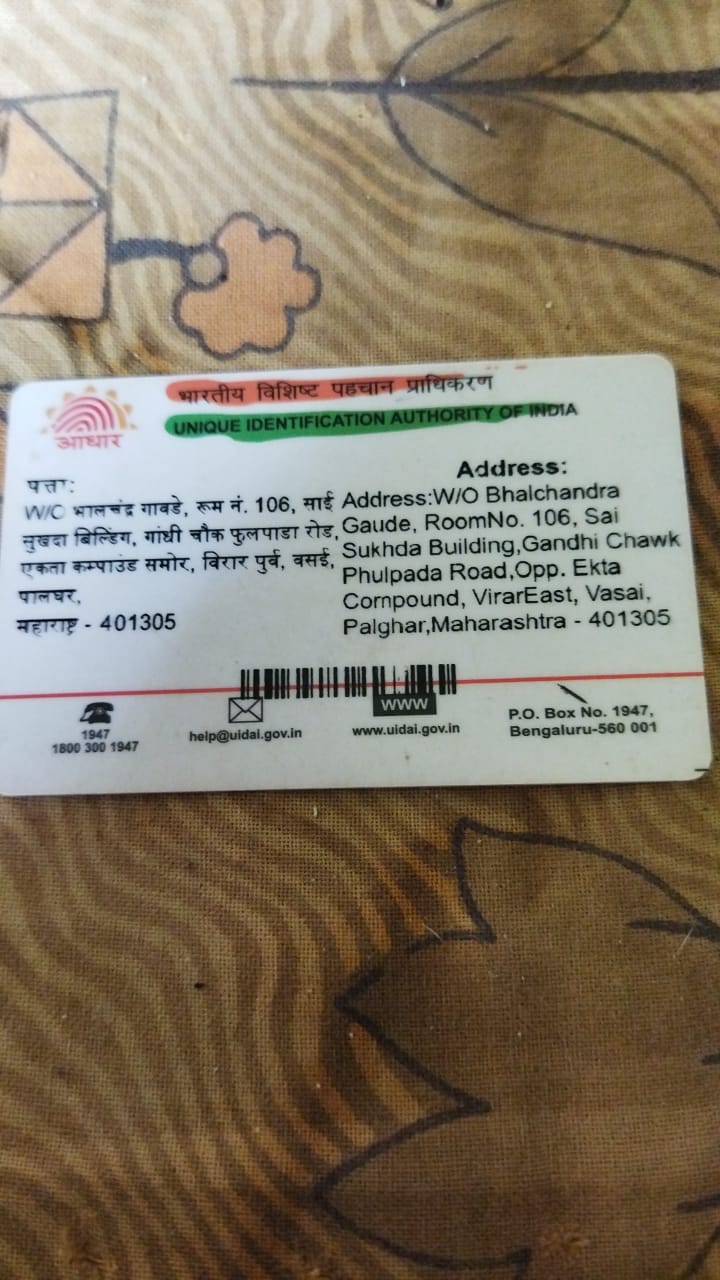 भारतीय विशिष्ट पहचान प्राधिकरण
UNIQUE IDENTIFICATION AUTHORITY OF INDIA
आधार
पत्ता:
W/O भालचंद्र गावडे, रूम नं. 106, साई
सुखदा बिल्डिंग, गांधी चौक फुलपाडा रोड,
एकता कम्पाउंड समोर, विरार पुर्व, वसई,
पालघर,
महाराष्ट्र - 401305
Address:
Address:W/O Bhalchandra
Gaude, RoomNo. 106, Sai
Sukhda Building,Gandhi Chawk
Phulpada Road,Opp. Ekta
Compound, VirarEast, Vasai,
Palghar,Maharashtra - 401305
1947
1800 300 1947
help@uidai.gov.in
www
www.uidai.gov.in
P.O. Box No. 1947,
Bengaluru-560 001